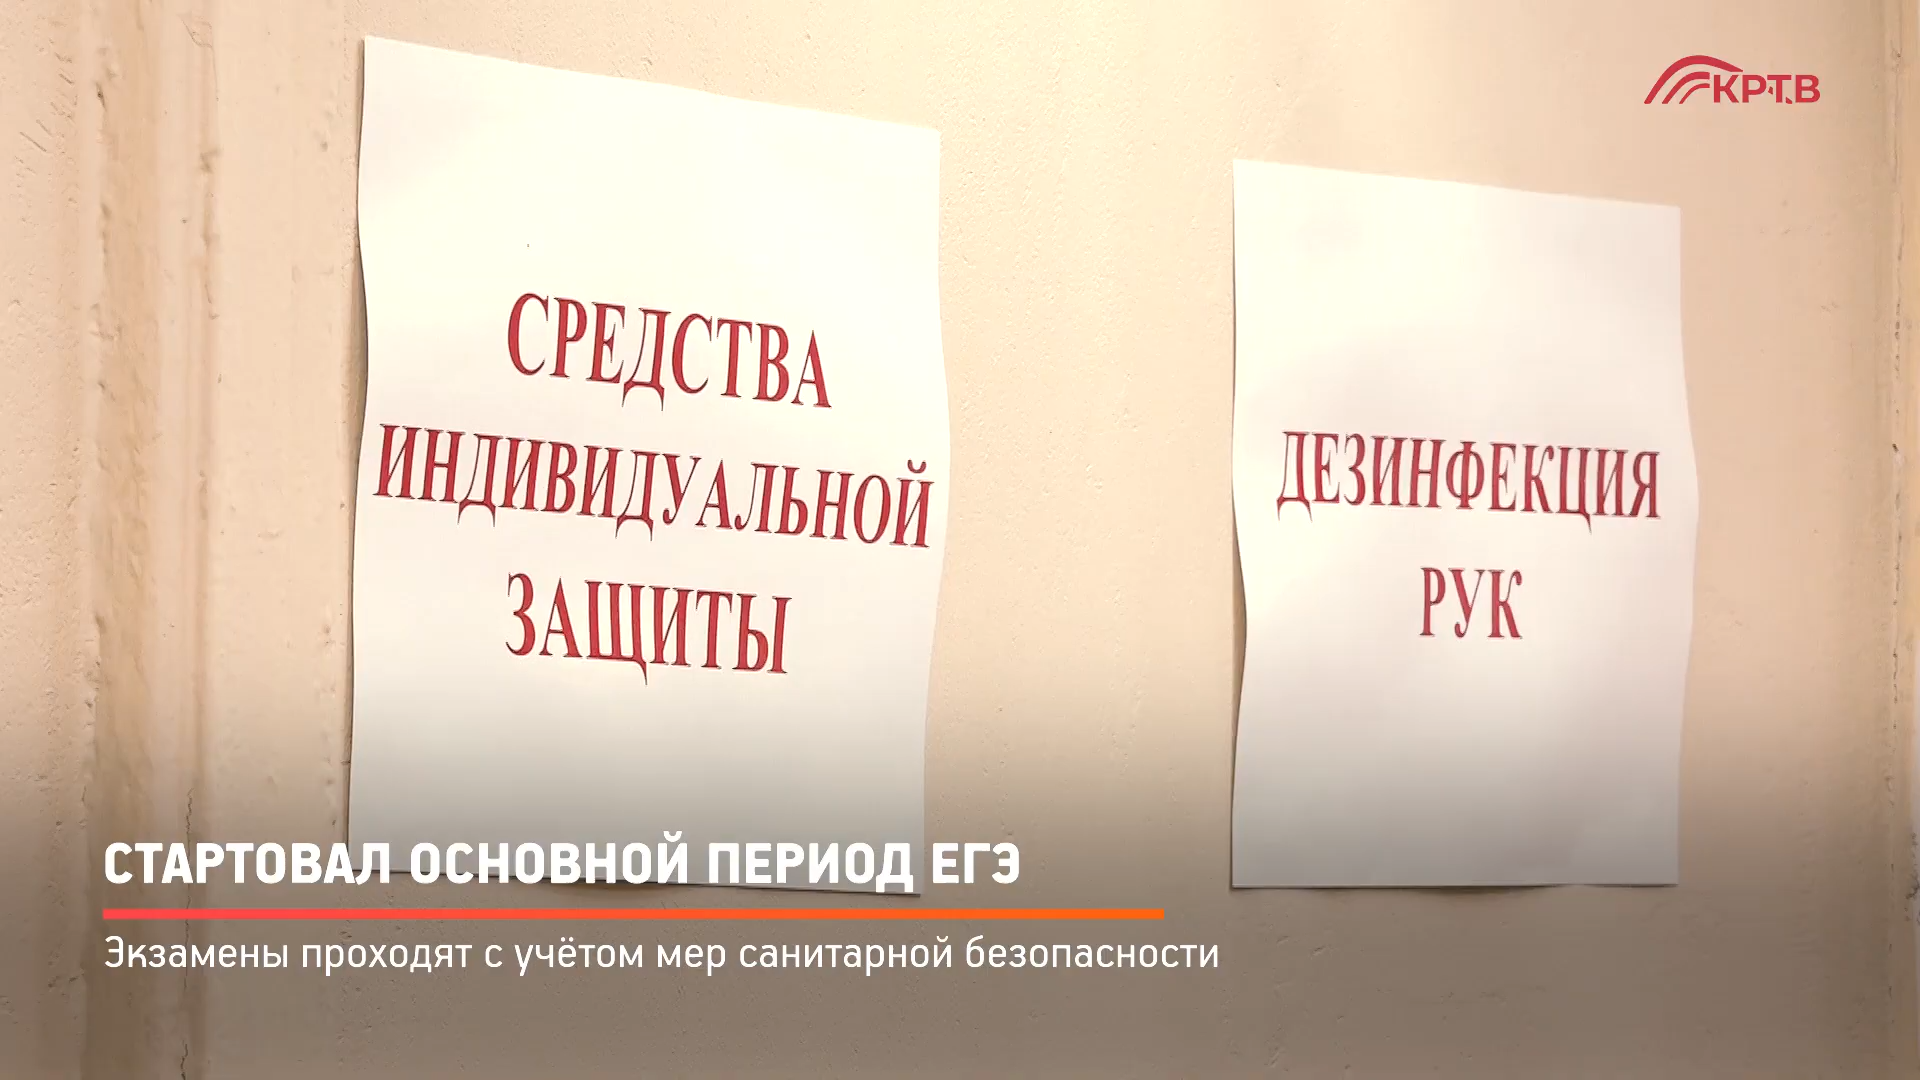 КРТВ
СРЕДСТВА
ИНДИВИДУАЛЬНОЙ
ЗАЩИТЫ
ДЕЗИНФЕКЦИЯ
РУК
СТАРТОВАЛ ОСНОВНОЙ ПЕРИОД ЕГЭ
Экзамены проходят с учётом мер санитарной безопасности